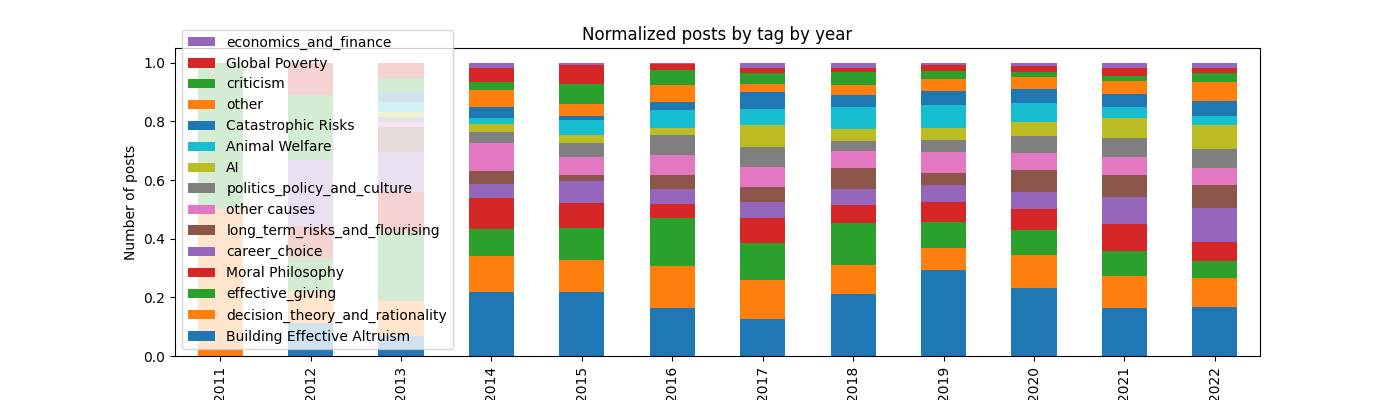 Normalized posts by tag by year
economics_and_finance
Global Poverty
criticism
other
Catastrophic Risks
Animal Welfare
AI
politics_policy_and_culture
other causes
long_term_risks_and_flourising
career_choice
Moral Philosophy
effective_giving
decision_theory_and_rationality
Building Effective Altruism
Number of posts
1.0
0.8
0.6
0.4
0.2
0.0
2011
2012
2013
2014
2015
2016
2017
2018
2019
2020
2021
2022